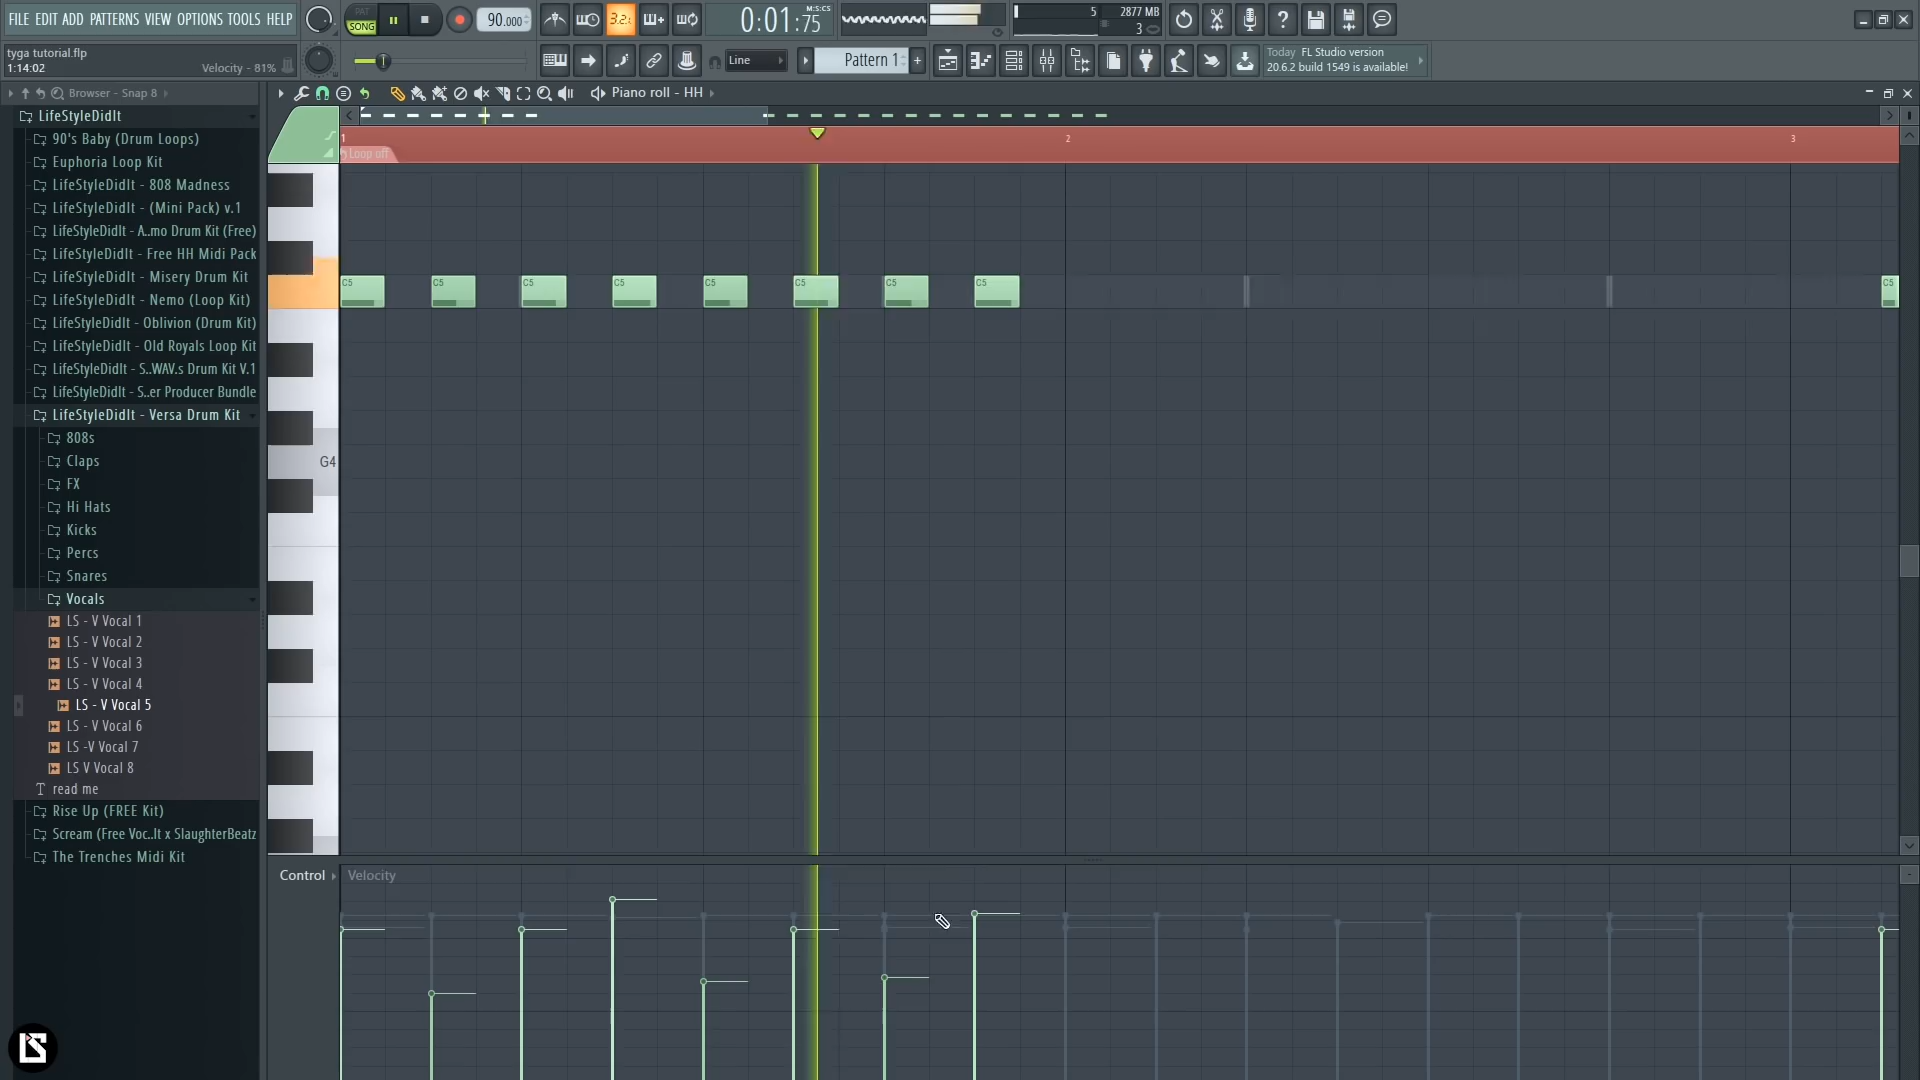 FILE EDIT ADD PATTERNS VIEW OPTIONS TOOLS HELP
PAT
SONG
90.000
3.2.
0:01:75
M:S:CS
5
2877 MB
3
tyga tutorial.flp
1:14:02
Velocity - 81%
Line
Pattern 1
Today FL Studio version
20.6.2 build 1549 is available!
Browser - Snap 8
Piano roll - HH
LifeStyleDidIt
90's Baby (Drum Loops)
Euphoria Loop Kit
LifeStyleDidIt - 808 Madness
LifeStyleDidIt - (Mini Pack) v.1
LifeStyleDidIt - A..mo Drum Kit (Free)
LifeStyleDidIt - Free HH Midi Pack
LifeStyleDidIt - Misery Drum Kit
LifeStyleDidIt - Nemo (Loop Kit)
LifeStyleDidIt - Oblivion (Drum Kit)
LifeStyleDidIt - Old Royals Loop Kit
LifeStyleDidIt - S..WAV.s Drum Kit V.1
LifeStyleDidIt - S..er Producer Bundle
LifeStyleDidIt - Versa Drum Kit
808s
Claps
FX
Hi Hats
Kicks
Percs
Snares
Vocals
LS - V Vocal 1
LS - V Vocal 2
LS - V Vocal 3
LS - V Vocal 4
LS - V Vocal 5
LS - V Vocal 6
LS -V Vocal 7
LS V Vocal 8
read me
Rise Up (FREE Kit)
Scream (Free Voc..It x SlaughterBeatz
The Trenches Midi Kit
1 2 3
Loop off
C5 C5 C5 C5 C5 C5 C5 C5 C5
G4
Control Velocity
LS